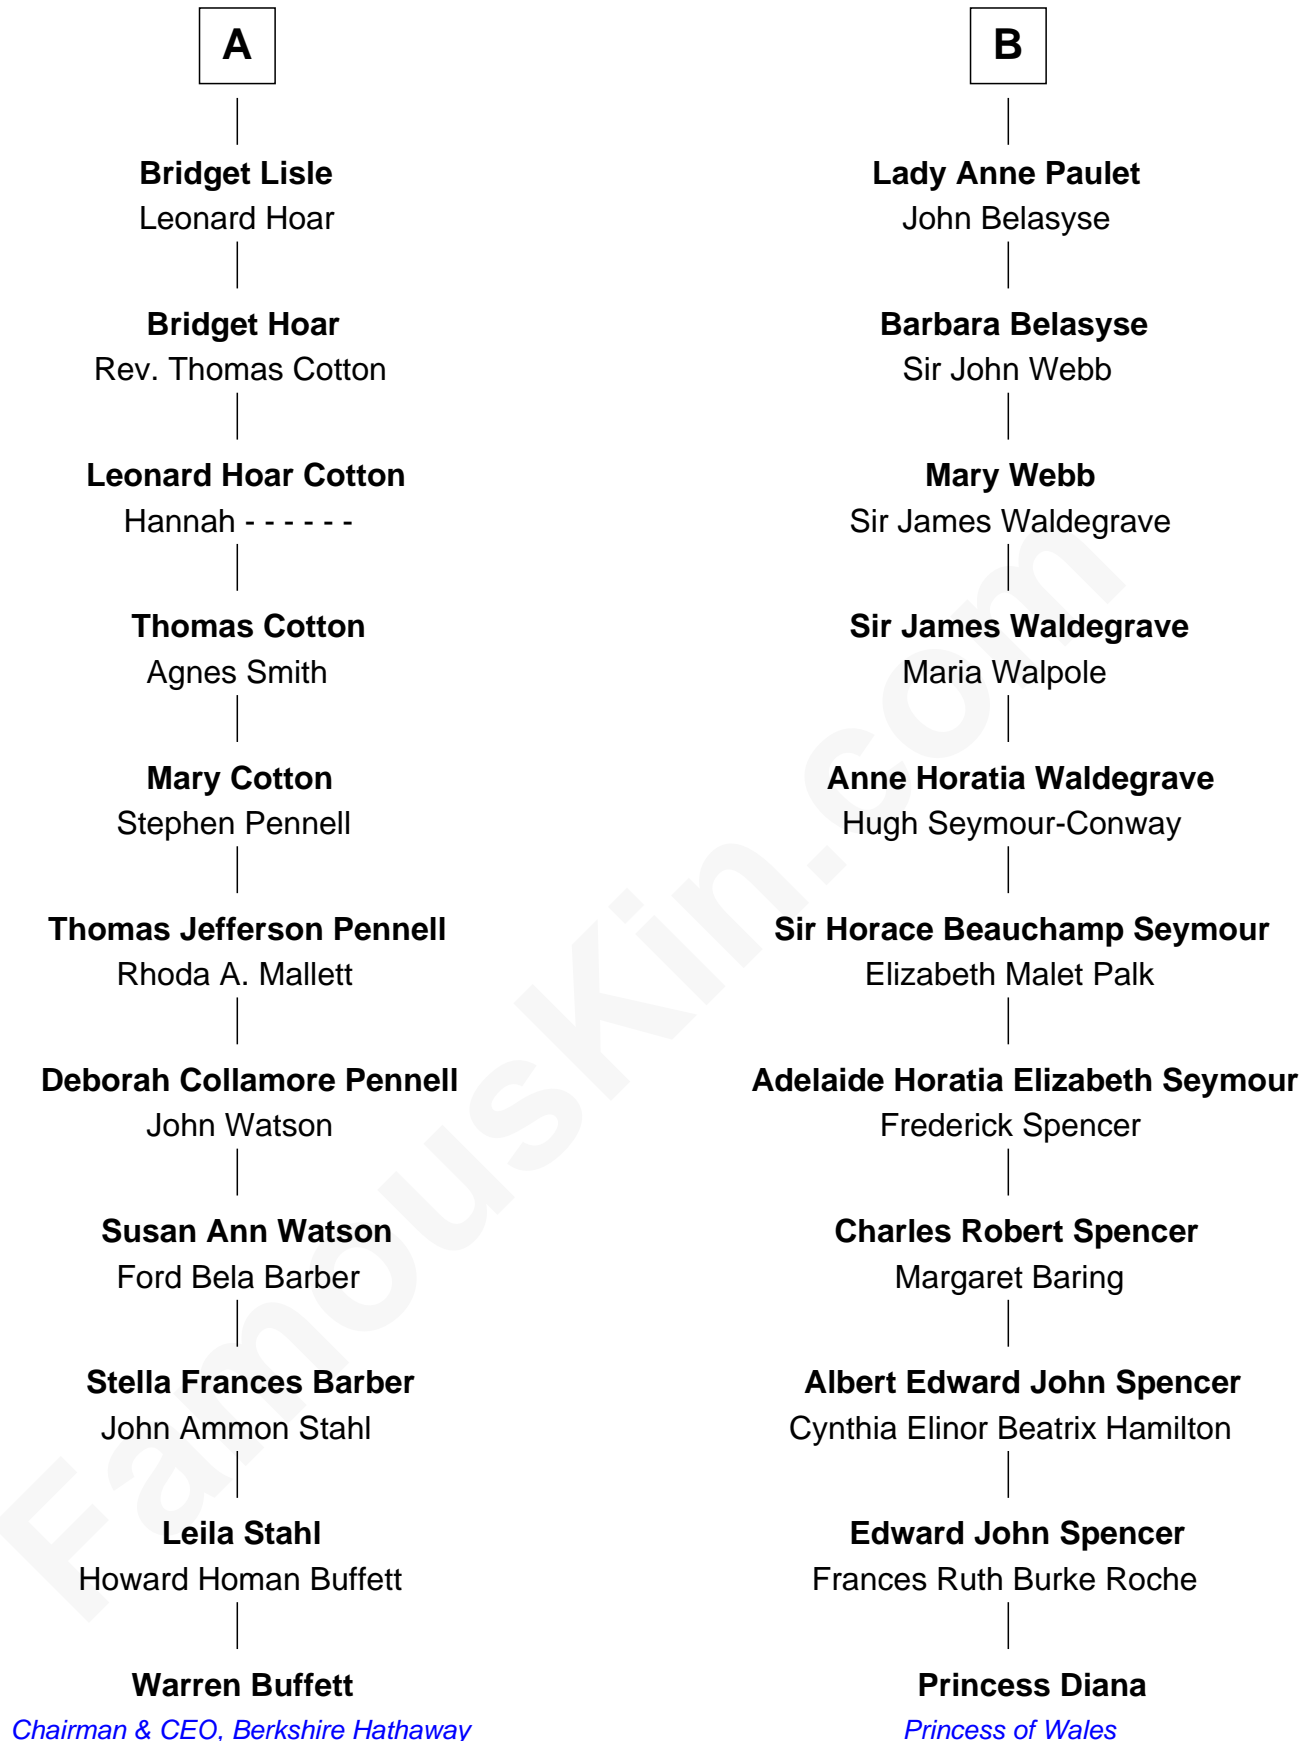 A
Bridget Lisle
Leonard Hoar
Bridget Hoar
Rev. Thomas Cotton
Leonard Hoar Cotton
Hannah - - - - - -
Thomas Cotton
Agnes Smith
Mary Cotton
Stephen Pennell
Thomas Jefferson Pennell
Rhoda A. Mallett
Deborah Collamore Pennell
John Watson
Susan Ann Watson
Ford Bela Barber
Stella Frances Barber
John Ammon Stahl
Leila Stahl
Howard Homan Buffett
Warren Buffett
Chairman & CEO, Berkshire Hathaway
B
Lady Anne Paulet
John Belasyse
Barbara Belasyse
Sir John Webb
Mary Webb
Sir James Waldegrave
Sir James Waldegrave
Maria Walpole
Anne Horatia Waldegrave
Hugh Seymour-Conway
Sir Horace Beauchamp Seymour
Elizabeth Malet Palk
Adelaide Horatia Elizabeth Seymour
Frederick Spencer
Charles Robert Spencer
Margaret Baring
Albert Edward John Spencer
Cynthia Elinor Beatrix Hamilton
Edward John Spencer
Frances Ruth Burke Roche
Princess Diana
Princess of Wales
FamousKin.com